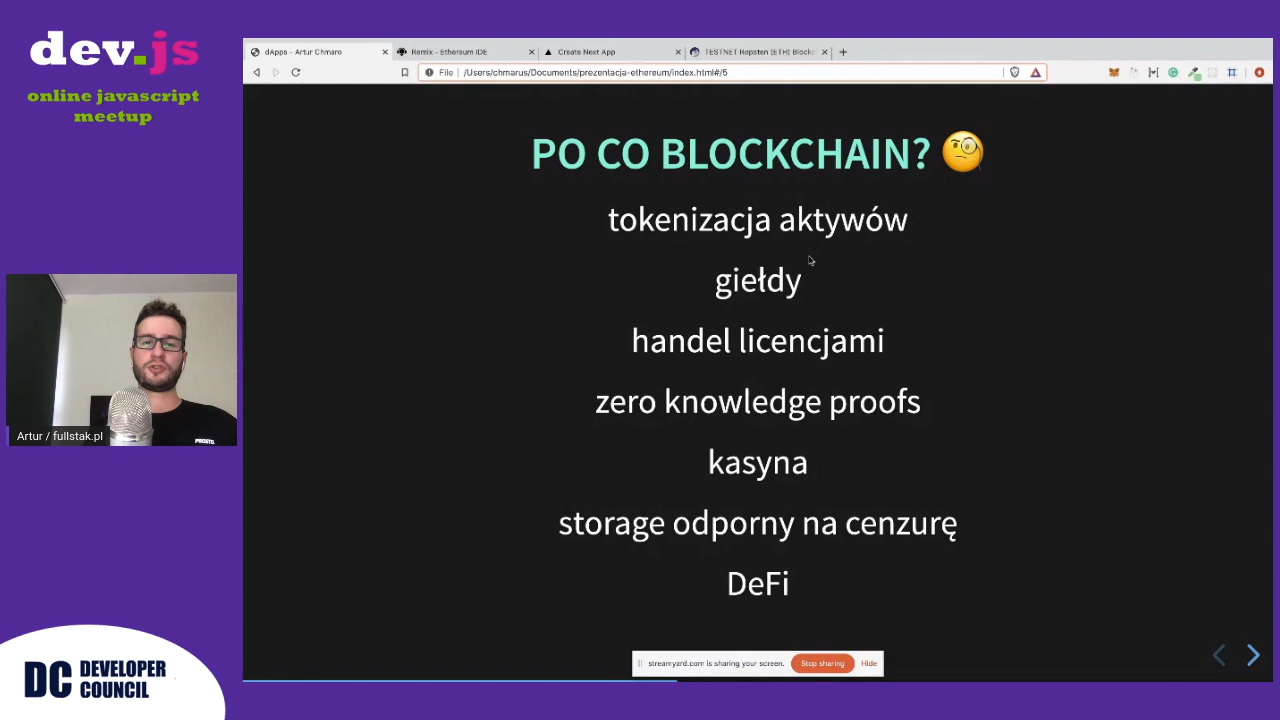 dev.js
online javascript
meetup
dApps - Artur Chmaro
Remix - Ethereum IDE
Create Next App
TESTNET Ropsten (ETH) Blockc
File
/Users/chmarus/Documents/prezentacja-ethereum/index.html#/5
PO CO BLOCKCHAIN?
tokenizacja aktywów
giełdy
handel licencjami
zero knowledge proofs
kasyna
storage odporny na cenzurę
DeFi
PROSTO.
Artur / fullstak.pl
streamyard.com is sharing your screen.
Stop sharing
Hide
DC DEVELOPER
COUNCIL